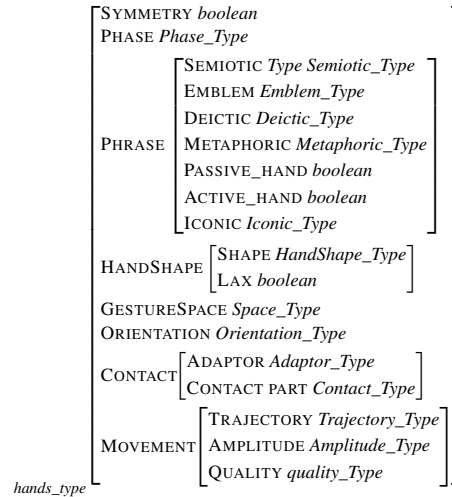 SYMMETRY boolean
PHASE Phase_Type
PHRASE
SEMIOTIC Type Semiotic_Type
EMBLEM Emblem_Type
DEICTIC Deictic_Type
METAPHORIC Metaphoric_Type
PASSIVE_HAND boolean
ACTIVE_HAND boolean
ICONIC Iconic_Type
HANDSHAPE
SHAPE HandShape_Type
LAX boolean
GESTURESPACE Space_Type
ORIENTATION Orientation_Type
CONTACT
ADAPTOR Adaptor_Type
CONTACT PART Contact_Type
MOVEMENT
TRAJECTORY Trajectory_Type
AMPLITUDE Amplitude_Type
QUALITY quality_Type
hands_type